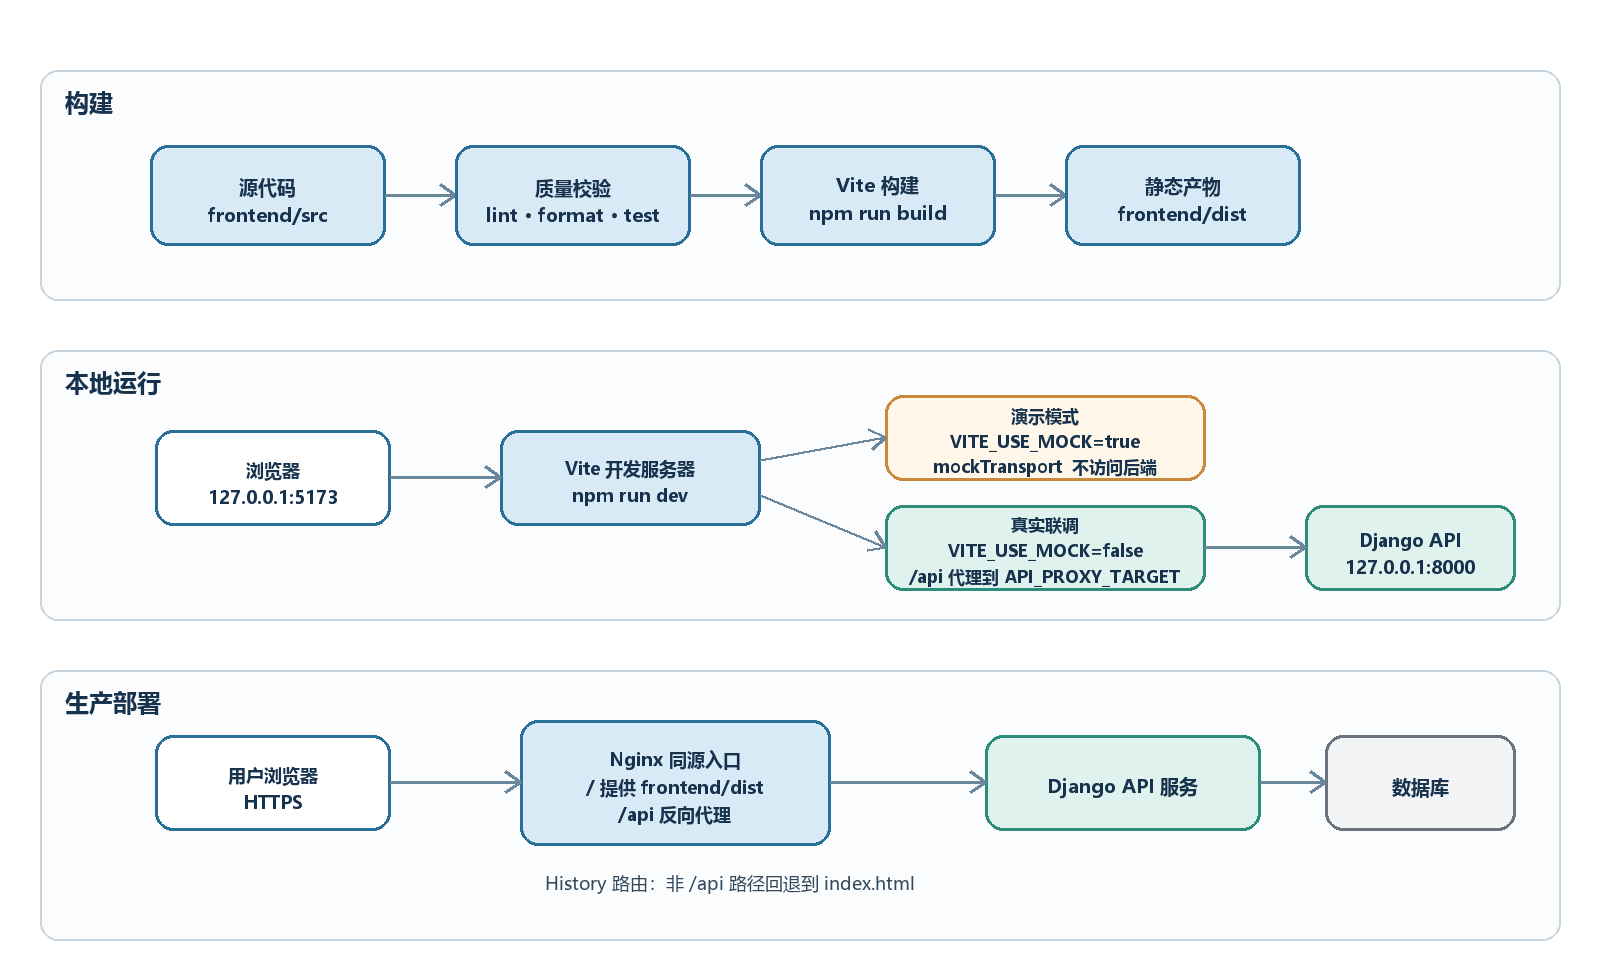 构建
源代码
frontend/src
质量校验
lint • format • test
Vite 构建
npm run build
静态产物
frontend/dist
本地运行
浏览器
127.0.0.1:5173
Vite 开发服务器
npm run dev
演示模式
VITE_USE_MOCK=true
mockTransport 不访问后端
真实联调
VITE_USE_MOCK=false
/api 代理到 API_PROXY_TARGET
Django API
127.0.0.1:8000
生产部署
用户浏览器
HTTPS
Nginx 同源入口
/ 提供 frontend/dist
/api 反向代理
Django API 服务
数据库
History 路由：非 /api 路径回退到 index.html